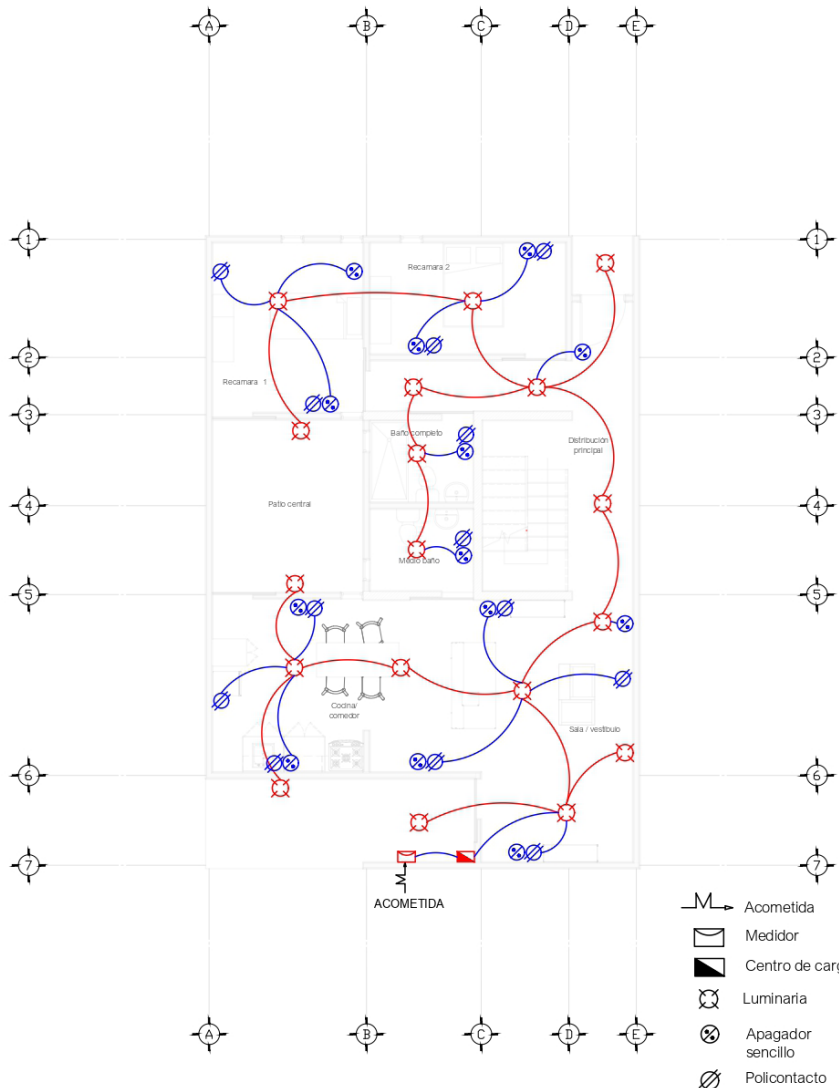 A B C D E
1 1
Recamara 2
2 2
Recamara 1
3 3
Baño completo
Distribución
principal
4 4
Patio central
Medio baño
5 5
Cocina/
comedor
Sala / vestíbulo
6 6
7 7
M
ACOMETIDA
M Acometida
Medidor
Centro de carg
Luminaria
A B C D E
Apagador
sencillo
Policontacto